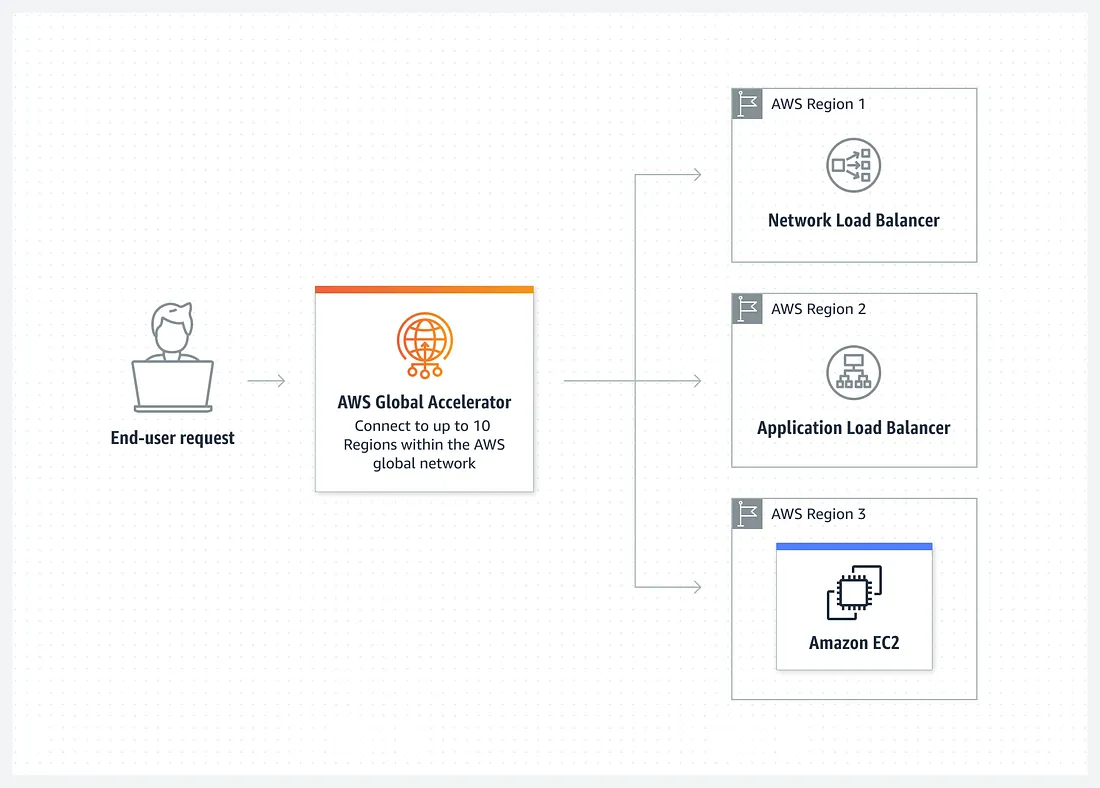 End-user request
AWS Global Accelerator
Connect to up to 10
Regions within the AWS
global network
AWS Region 1
Network Load Balancer
AWS Region 2
Application Load Balancer
AWS Region 3
Amazon EC2